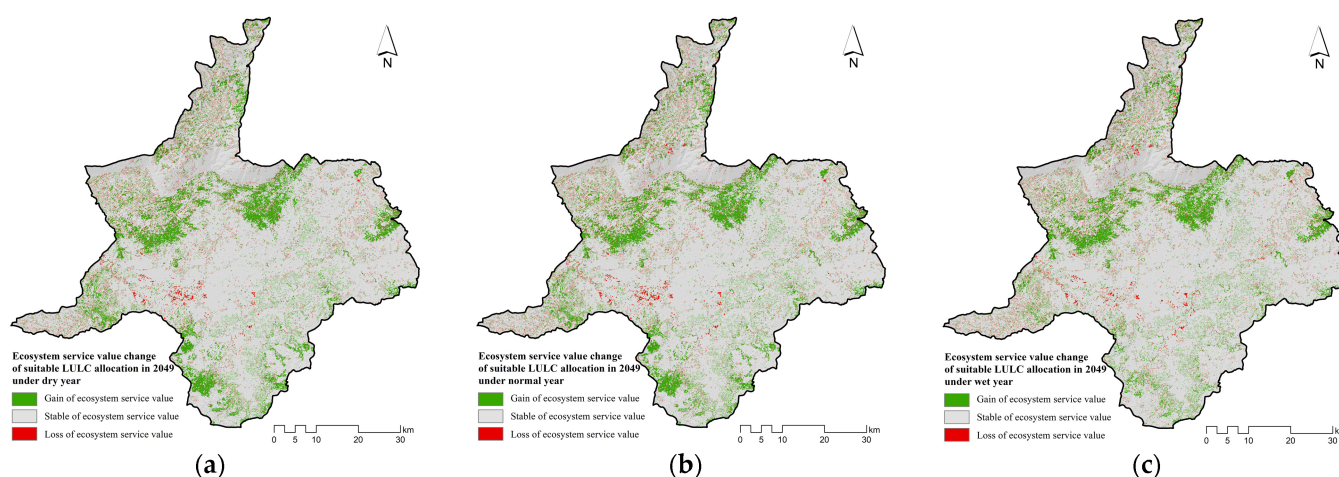 N
N
N
Ecosystem service value change
of suitable LULC allocation in 2049
under dry year
Gain of ecosystem service value
Stable of ecosystem service value
Loss of ecosystem service value
0 5 10 20 30
km
Ecosystem service value change
of suitable LULC allocation in 2049
under normal year
Gain of ecosystem service value
Stable of ecosystem service value
Loss of ecosystem service value
0 5 10 20 30
km
Ecosystem service value change
of suitable LULC allocation in 2049
under wet year
Gain of ecosystem service value
Stable of ecosystem service value
Loss of ecosystem service value
0 5 10 20 30
(a)
(b)
(c)